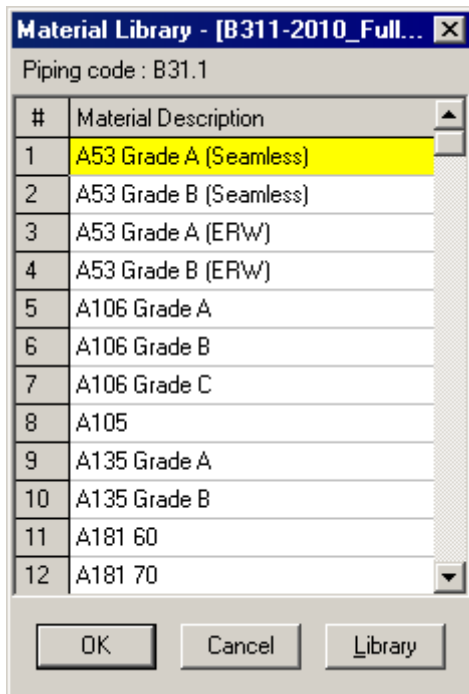 Material Library - [B311-2010_Full...
Piping code : B31.1
# Material Description
1 A53 Grade A (Seamless)
2 A53 Grade B (Seamless)
3 A53 Grade A (ERW)
4 A53 Grade B (ERW)
5 A106 Grade A
6 A106 Grade B
7 A106 Grade C
8 A105
9 A135 Grade A
10 A135 Grade B
11 A181 60
12 A181 70
OK Cancel Library